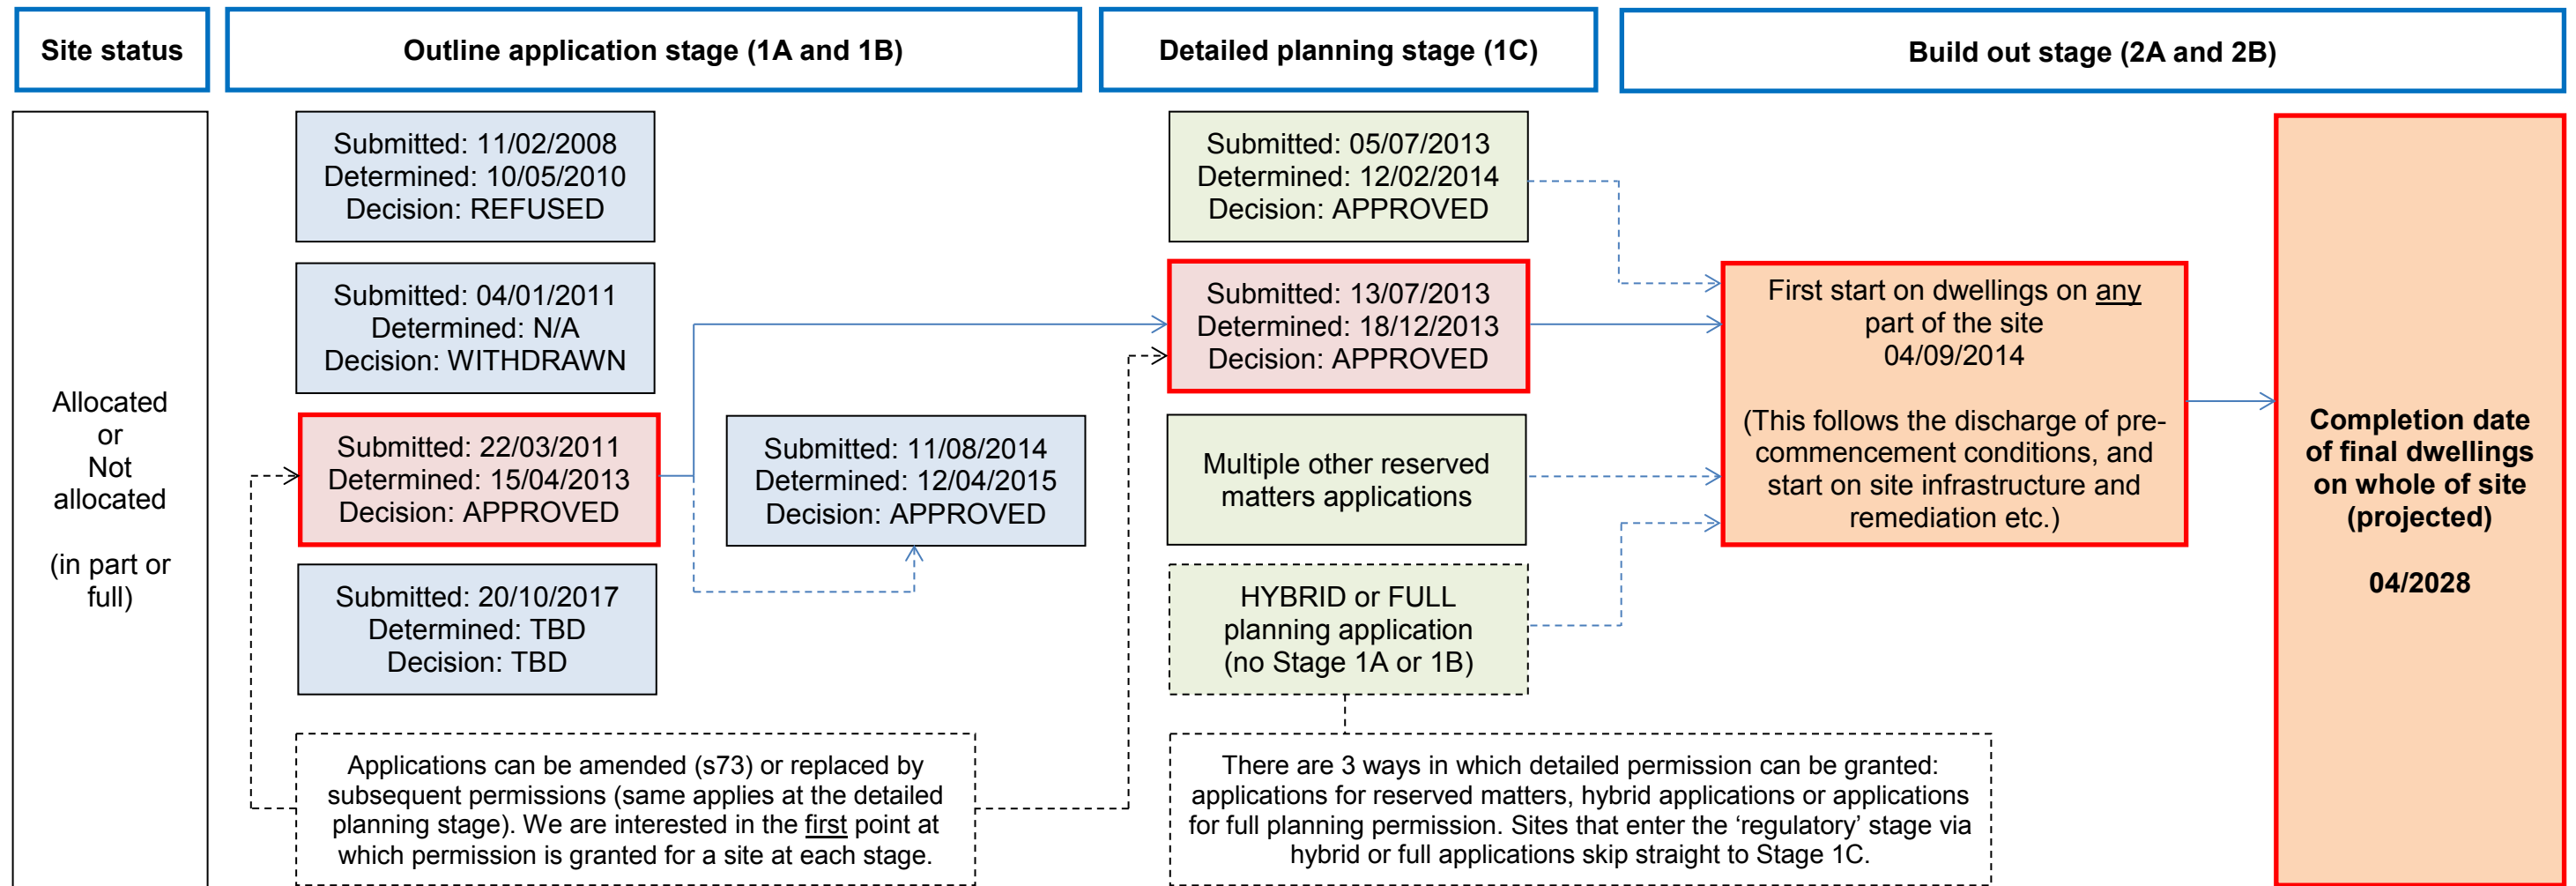 Site status
Outline application stage (1A and 1B)
Detailed planning stage (1C)
Build out stage (2A and 2B)
Allocated
or
Not
allocated
(in part or
full)
Submitted: 11/02/2008
Determined: 10/05/2010
Decision: REFUSED
Submitted: 04/01/2011
Determined: N/A
Decision: WITHDRAWN
Submitted: 22/03/2011
Determined: 15/04/2013
Decision: APPROVED
Submitted: 20/10/2017
Determined: TBD
Decision: TBD
Submitted: 11/08/2014
Determined: 12/04/2015
Decision: APPROVED
Applications can be amended (s73) or replaced by
subsequent permissions (same applies at the detailed
planning stage). We are interested in the first point at
which permission is granted for a site at each stage.
Submitted: 05/07/2013
Determined: 12/02/2014
Decision: APPROVED
Submitted: 13/07/2013
Determined: 18/12/2013
Decision: APPROVED
Multiple other reserved
matters applications
HYBRID or FULL
planning application
(no Stage 1A or 1B)
There are 3 ways in which detailed permission can be granted:
applications for reserved matters, hybrid applications or applications
for full planning permission. Sites that enter the ‘regulatory’ stage via
hybrid or full applications skip straight to Stage 1C.
First start on dwellings on any
part of the site
04/09/2014
(This follows the discharge of pre-
commencement conditions, and
start on site infrastructure and
remediation etc.)
Completion date
of final dwellings
on whole of site
(projected)
04/2028